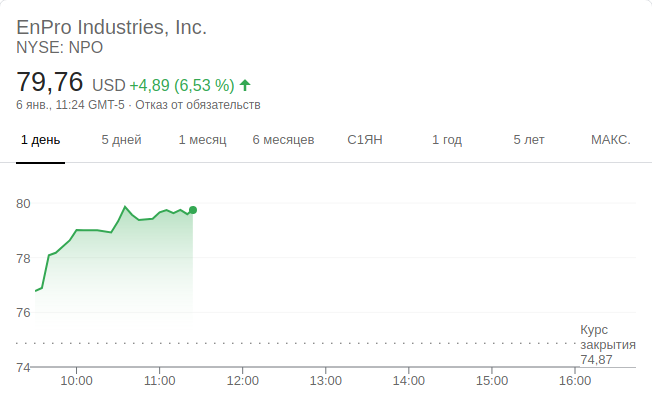 EnPro Industries, Inc.
NYSE: NPO
79,76 USD +4,89 (6,53 %)
6 янв., 11:24 GMT-5 · Отказ от обязательств
1 день 5 дней 1 месяц 6 месяцев С1ЯН 1 год 5 лет МАКС.
80
78
76
Курс
закрытия
74,87
74
10:00 11:00 12:00 13:00 14:00 15:00 16:00